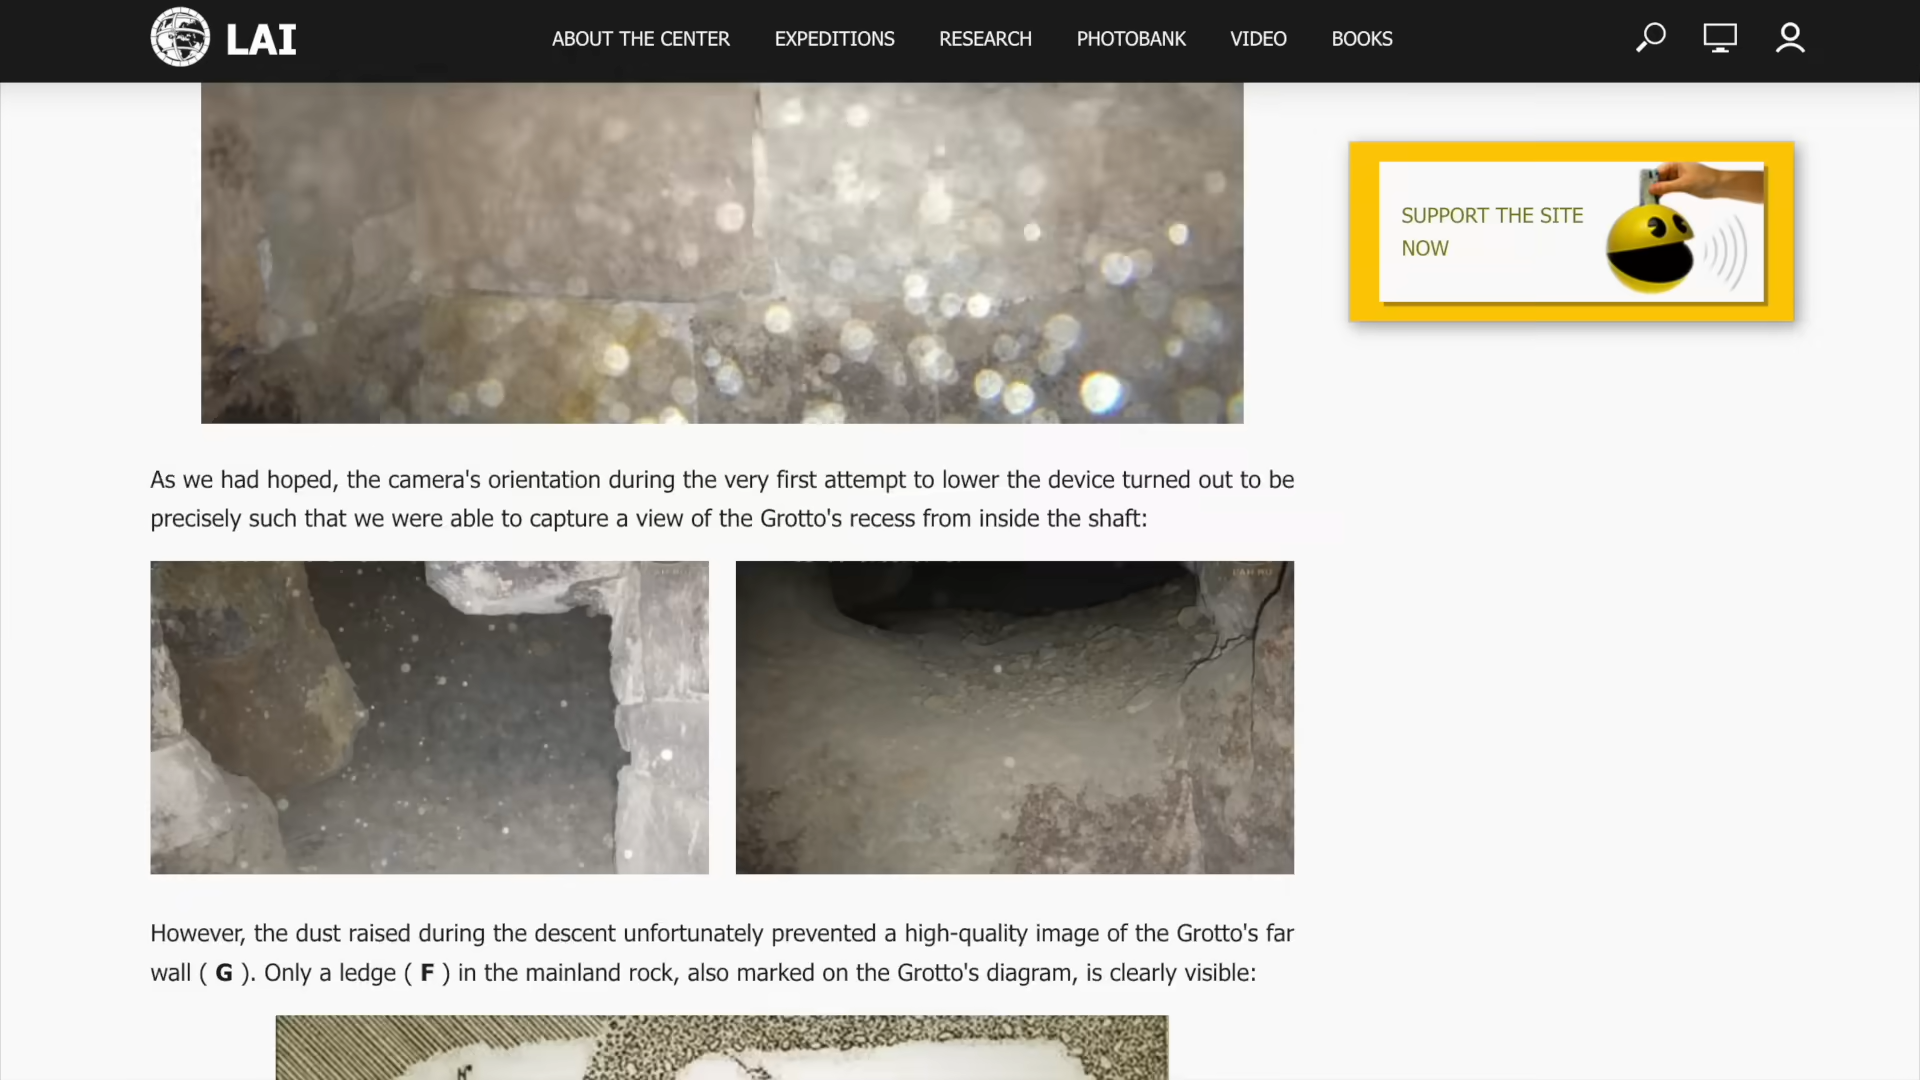 LAI
ABOUT THE CENTER
EXPEDITIONS
RESEARCH
PHOTOBANK
VIDEO
BOOKS
SUPPORT THE SITE
NOW
As we had hoped, the camera's orientation during the very first attempt to lower the device turned out to be
precisely such that we were able to capture a view of the Grotto's recess from inside the shaft:
However, the dust raised during the descent unfortunately prevented a high-quality image of the Grotto's far
wall ( G ). Only a ledge ( F ) in the mainland rock, also marked on the Grotto's diagram, is clearly visible: